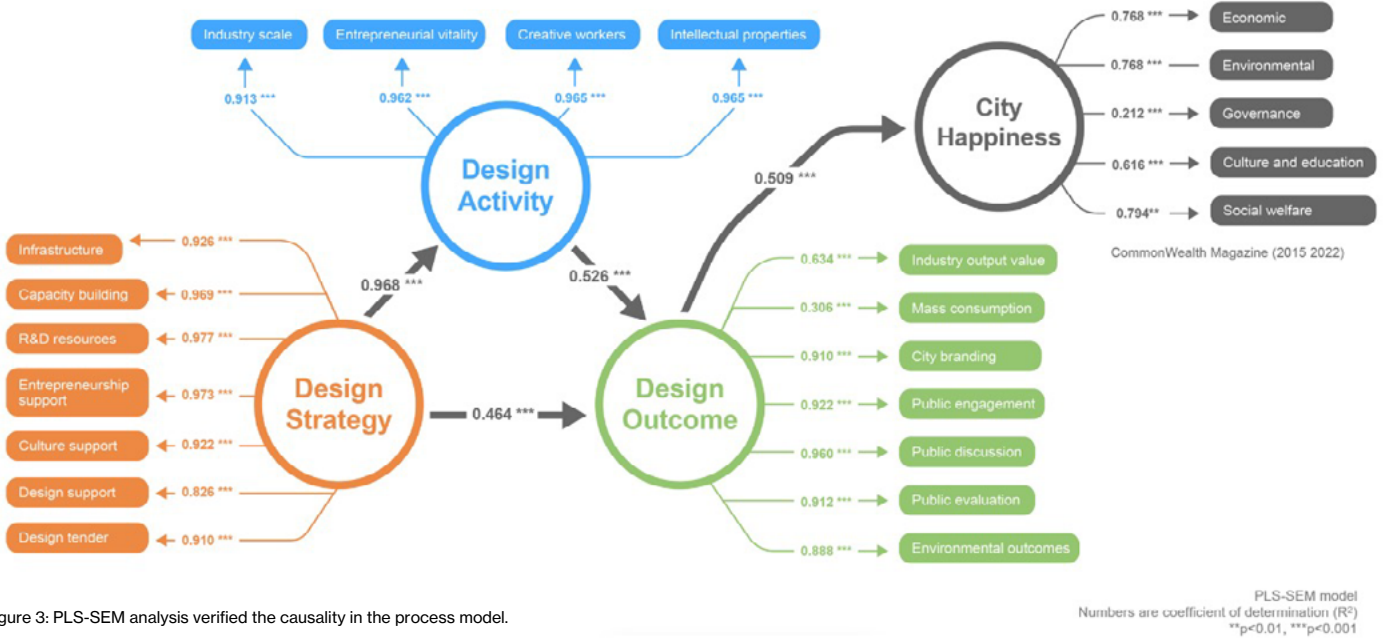 Industry scale
Entrepreneurial vitality
Creative workers
Intellectual properties
0.913 ***
0.962 ***
0.965 ***
0.965 ***
Design
Activity
0.768 ***
Economic
0.768 ***
Environmental
City
Happiness
0.212 ***
Governance
0.616 ***
Culture and education
0.794**
Social welfare
CommonWealth Magazine (2015 2022)
0.509 ***
0.968 ***
0.526 ***
Infrastructure
0.926 ***
Capacity building
0.969 ***
R&D resources
0.977 ***
Entrepreneurship
support
0.973 ***
Culture support
0.922 ***
Design support
0.826 ***
Design tender
0.910 ***
Design
Strategy
0.464 ***
Design
Outcome
0.634 ***
Industry output value
0.306 ***
Mass consumption
0.910 ***
City branding
0.922 ***
Public engagement
0.960 ***
Public discussion
0.912 ***
Public evaluation
0.888 ***
Environmental outcomes
gure 3: PLS-SEM analysis verified the causality in the process model.
PLS-SEM model
Numbers are coefficient of determination (R²)
**p<0.01, ***p<0.001